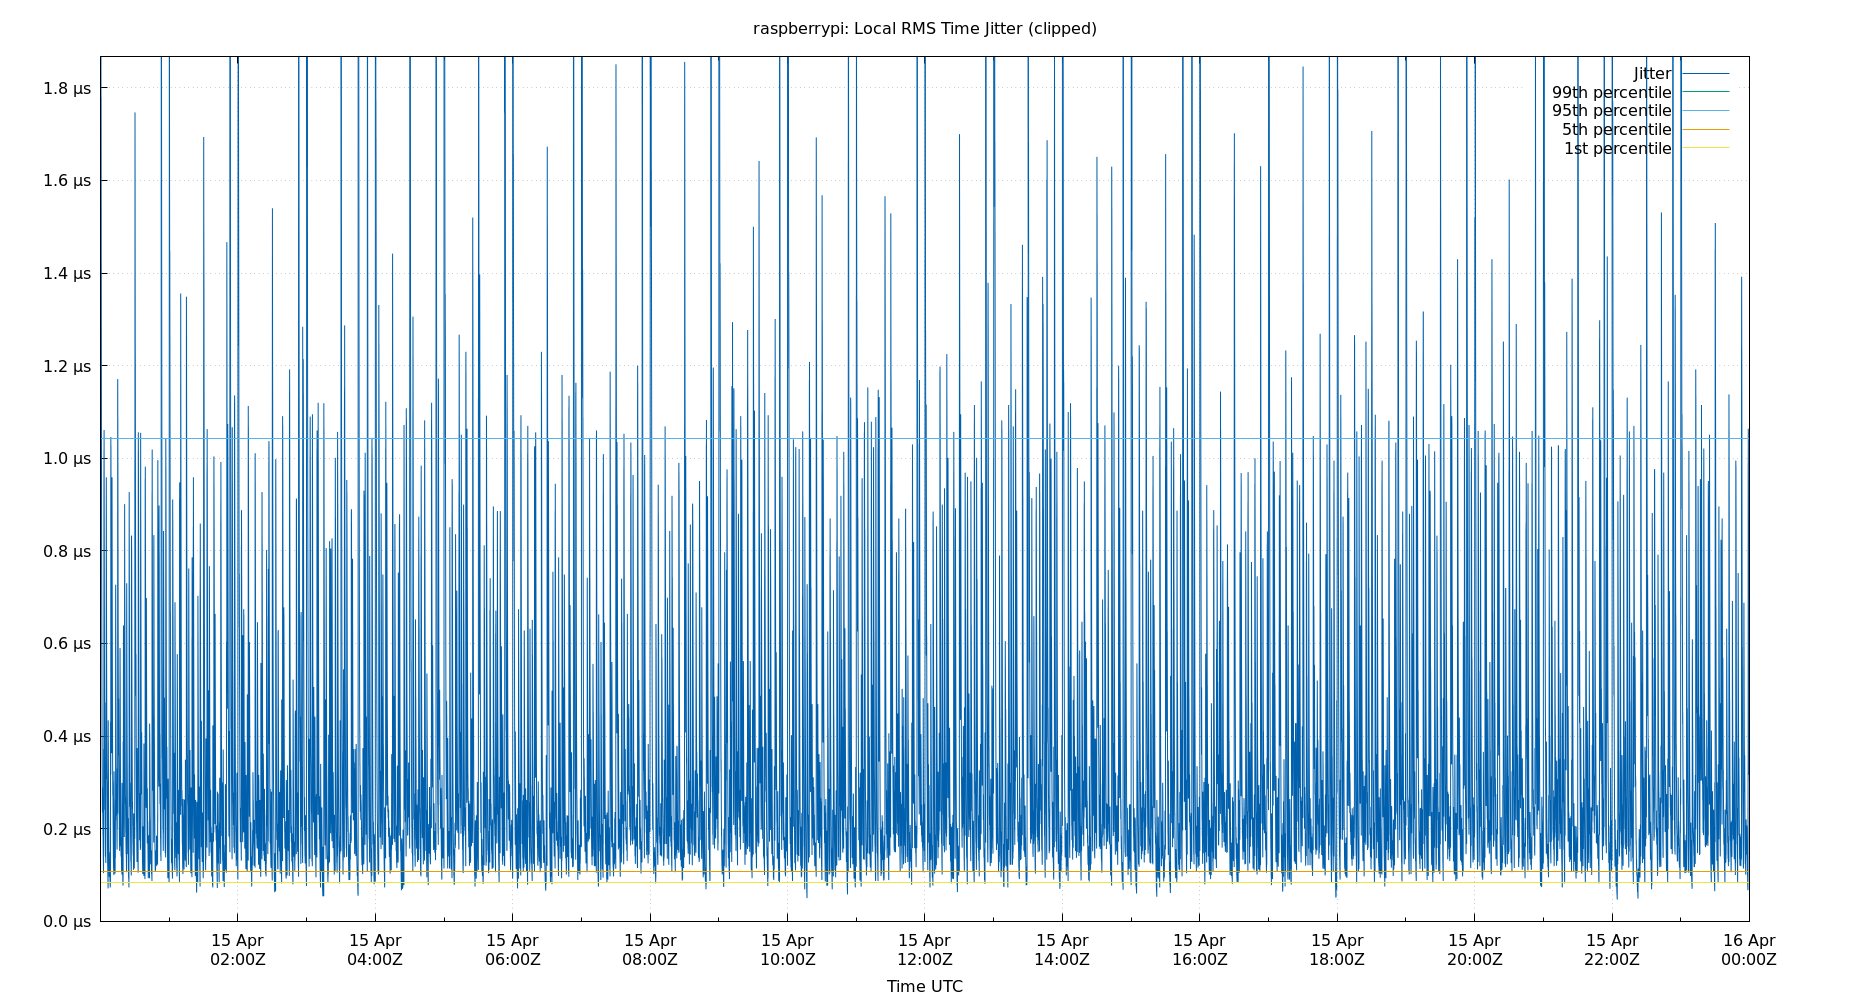 raspberrypi: Local RMS Time Jitter (clipped)
Jitter
99th percentile
95th percentile
5th percentile
1st percentile
1.8 µs
1.6 µs
1.4 µs
1.2 µs
1.0 µs
0.8 µs
0.6 µs
0.4 µs
0.2 µs
0.0 µs
15 Apr 15 Apr 15 Apr 15 Apr 15 Apr 15 Apr 15 Apr 15 Apr 15 Apr 15 Apr 15 Apr 16 Apr
02:00Z 04:00Z 06:00Z 08:00Z 10:00Z 12:00Z 14:00Z 16:00Z 18:00Z 20:00Z 22:00Z 00:00Z
Time UTC